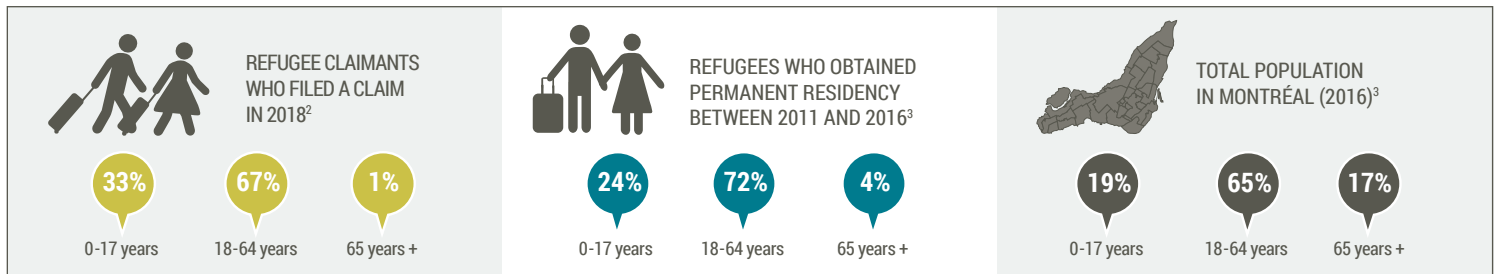 REFUGEE CLAIMANTS
WHO FILED A CLAIM
IN 2018²
33%
67%
1%
0-17 years
18-64 years
65 years +
REFUGEES WHO OBTAINED
PERMANENT RESIDENCY
BETWEEN 2011 AND 2016³
24%
72%
4%
0-17 years
18-64 years
65 years +
TOTAL POPULATION
IN MONTRÉAL (2016)³
19%
65%
17%
0-17 years
18-64 years
65 years +